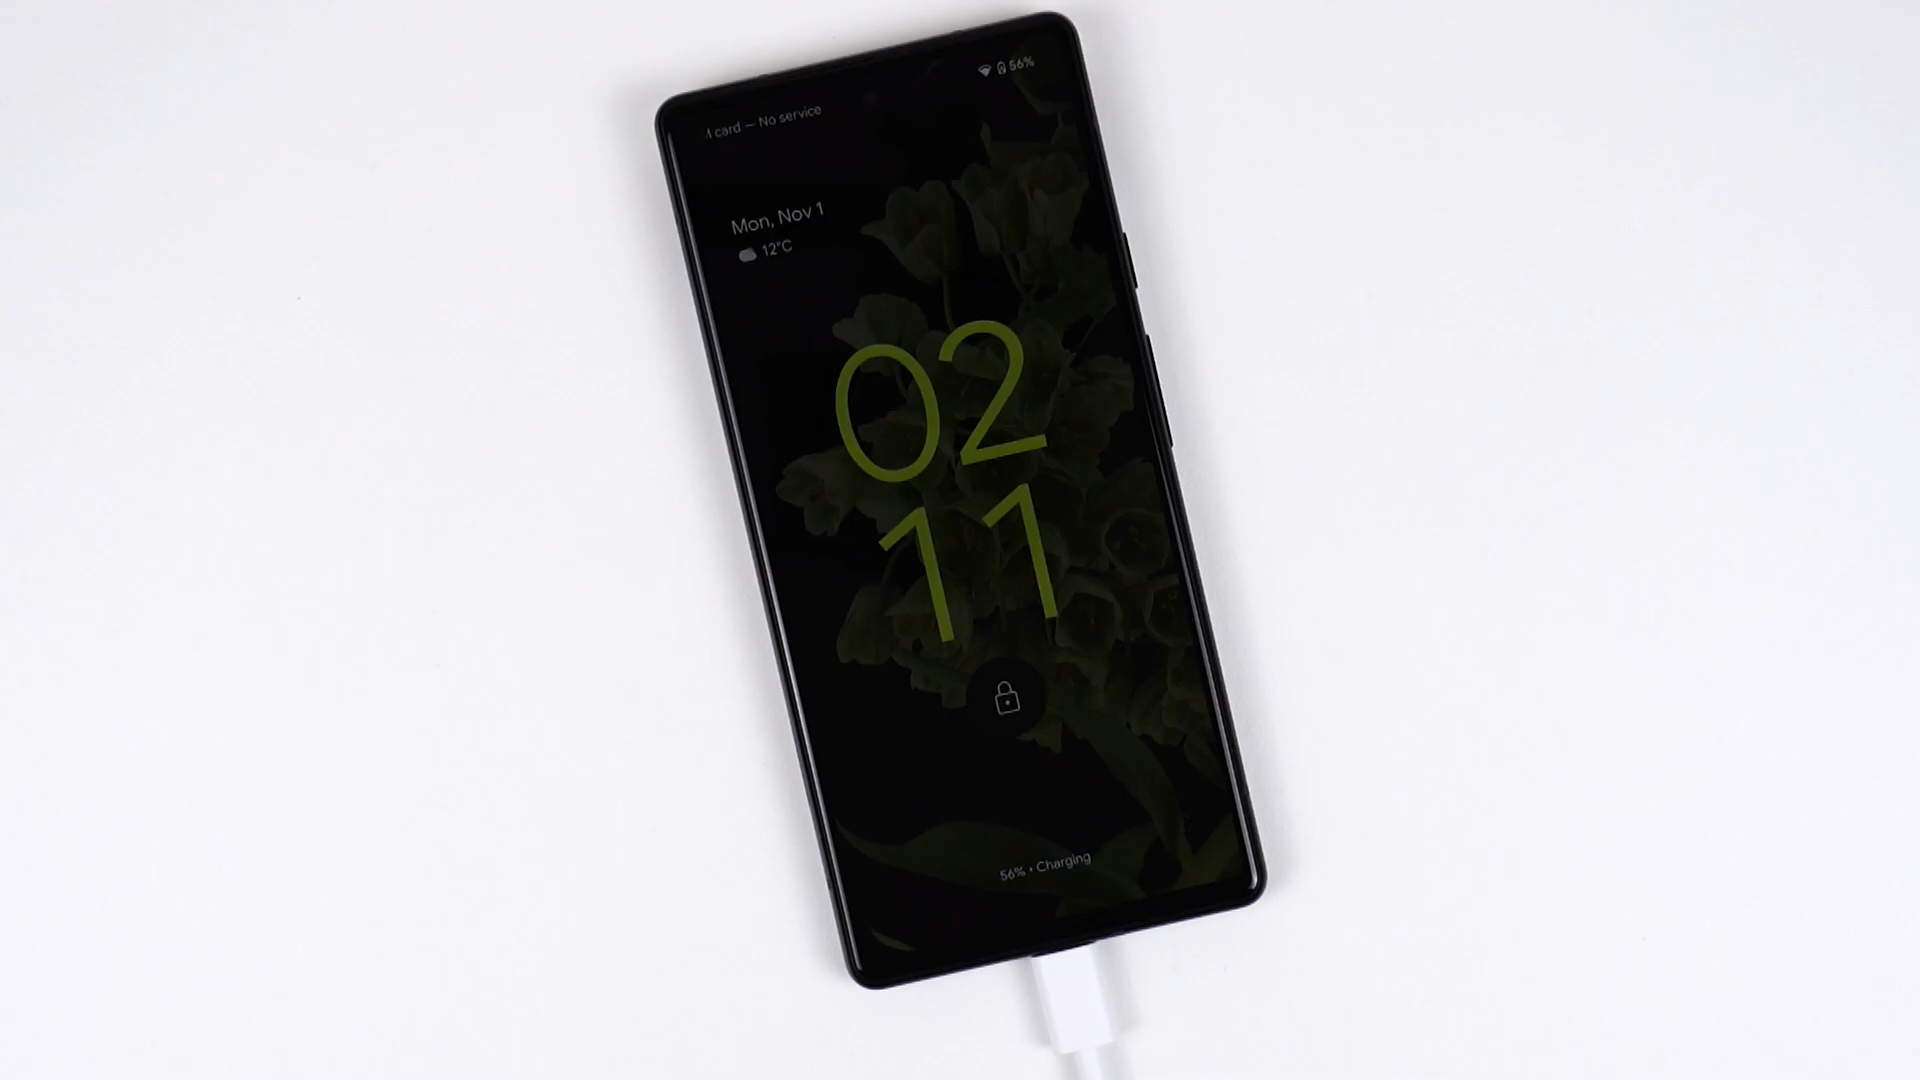 56%
M card — No service
Mon, Nov 1
12°C
02
11
56% • Charging